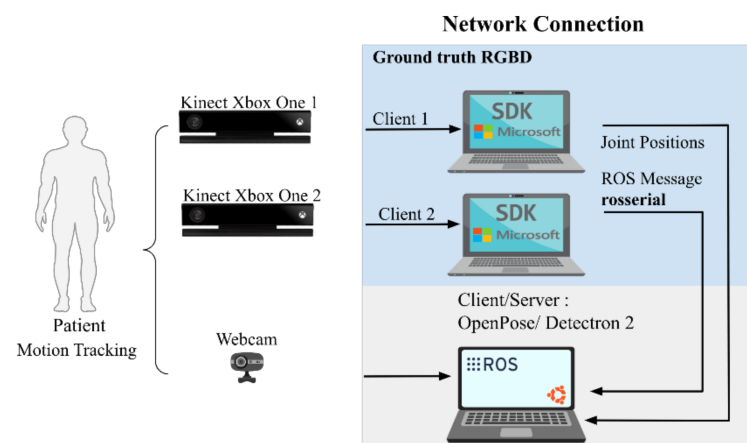 Network Connection
Ground truth RGBD
Kinect Xbox One 1
Client 1
SDK
Microsoft
Joint Positions
ROS Message
rosserial
Kinect Xbox One 2
Client 2
SDK
Microsoft
Patient
Motion Tracking
Webcam
Client/Server :
OpenPose/ Detectron 2
ROS